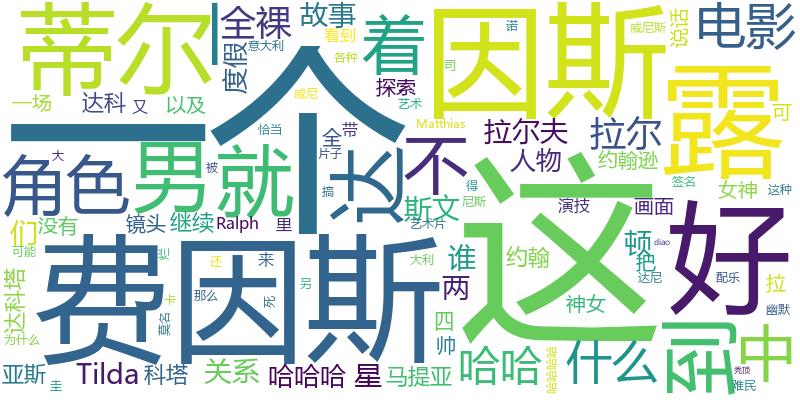 蒂尔 全裸 故事 看到 着 诺 因斯 威尼斯 说话 电影
度假 意大利 各种 司
一场 达科 又 以及 一个 威尼 探索 艺术 露 可
恰当 Matthias 拉尔夫 拉尔
角色 男 就 大 被 全 带 片子 达 不 人物 约翰逊 女神 这种
搞 得 尼斯 签名
们 没有 镜头 继续 Ralph 里 斯文 艺术片 这 演技 画面 好
谁 约翰 顿 把 diao 拉
达科塔 可能 烂 费因斯 还 来 另 大利 两 神女 达尼 配乐 幽默
那么 死 四 到 中
为什么 莫名 卡 帅
亚斯 圭 Tilda 科塔 关系 哈哈哈 星 马提亚 哈哈 哈哈哈哈 什么 秃顶 难民